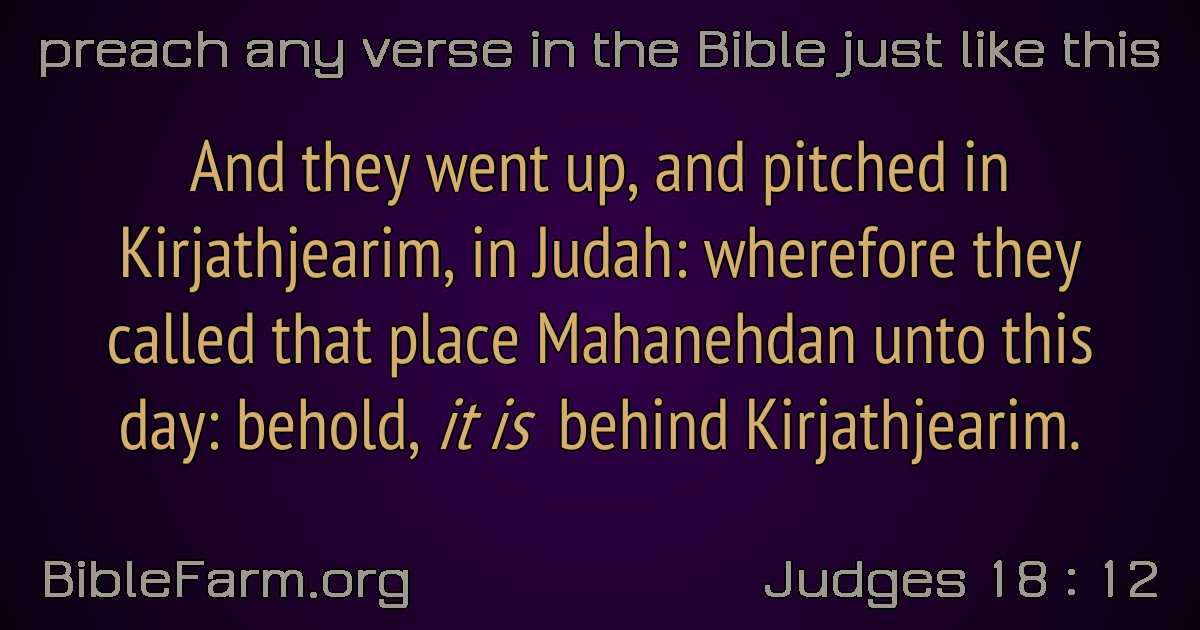 preach any verse in the Bible just like this
And they went up, and pitched in
Kirjathjearim, in Judah: wherefore they
called that place Mahanehdan unto this
day: behold, it is behind Kirjathjearim.
BibleFarm.org
Judges 18 : 12